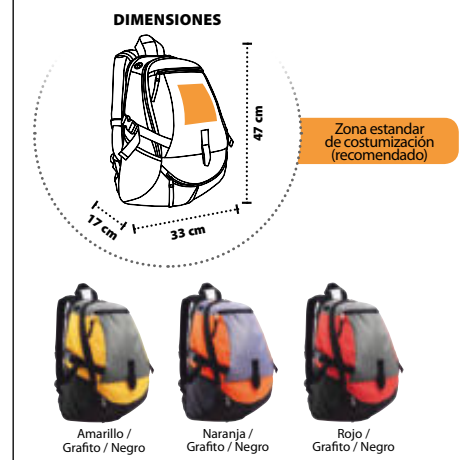 DIMENSIONES
47 cm
Zona estandar
de costumización
(recomendado)
17 cm
33 cm
Amarillo /
Grafito / Negro
Naranja /
Grafito / Negro
Rojo /
Grafito / Negro